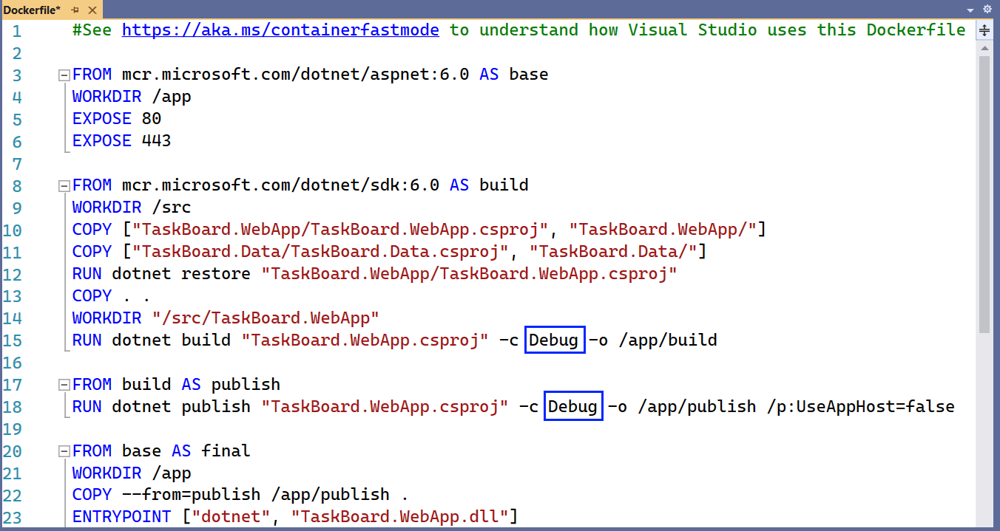 Dockerfile*
1 #See https://aka.ms/containerfastmode to understand how Visual Studio uses this Dockerfile
2
3 FROM mcr.microsoft.com/dotnet/aspnet:6.0 AS base
4 WORKDIR /app
5 EXPOSE 80
6 EXPOSE 443
7
8 FROM mcr.microsoft.com/dotnet/sdk:6.0 AS build
9 WORKDIR /src
10 COPY ["TaskBoard.WebApp/TaskBoard.WebApp.csproj", "TaskBoard.WebApp/"]
11 COPY ["TaskBoard.Data/TaskBoard.Data.csproj", "TaskBoard.Data/"]
12 RUN dotnet restore "TaskBoard.WebApp/TaskBoard.WebApp.csproj"
13 COPY . .
14 WORKDIR "/src/TaskBoard.WebApp"
15 RUN dotnet build "TaskBoard.WebApp.csproj" -c Debug -o /app/build
16
17 FROM build AS publish
18 RUN dotnet publish "TaskBoard.WebApp.csproj" -c Debug -o /app/publish /p:UseAppHost=false
19
20 FROM base AS final
21 WORKDIR /app
22 COPY --from=publish /app/publish .
23 ENTRYPOINT ["dotnet", "TaskBoard.WebApp.dll"]